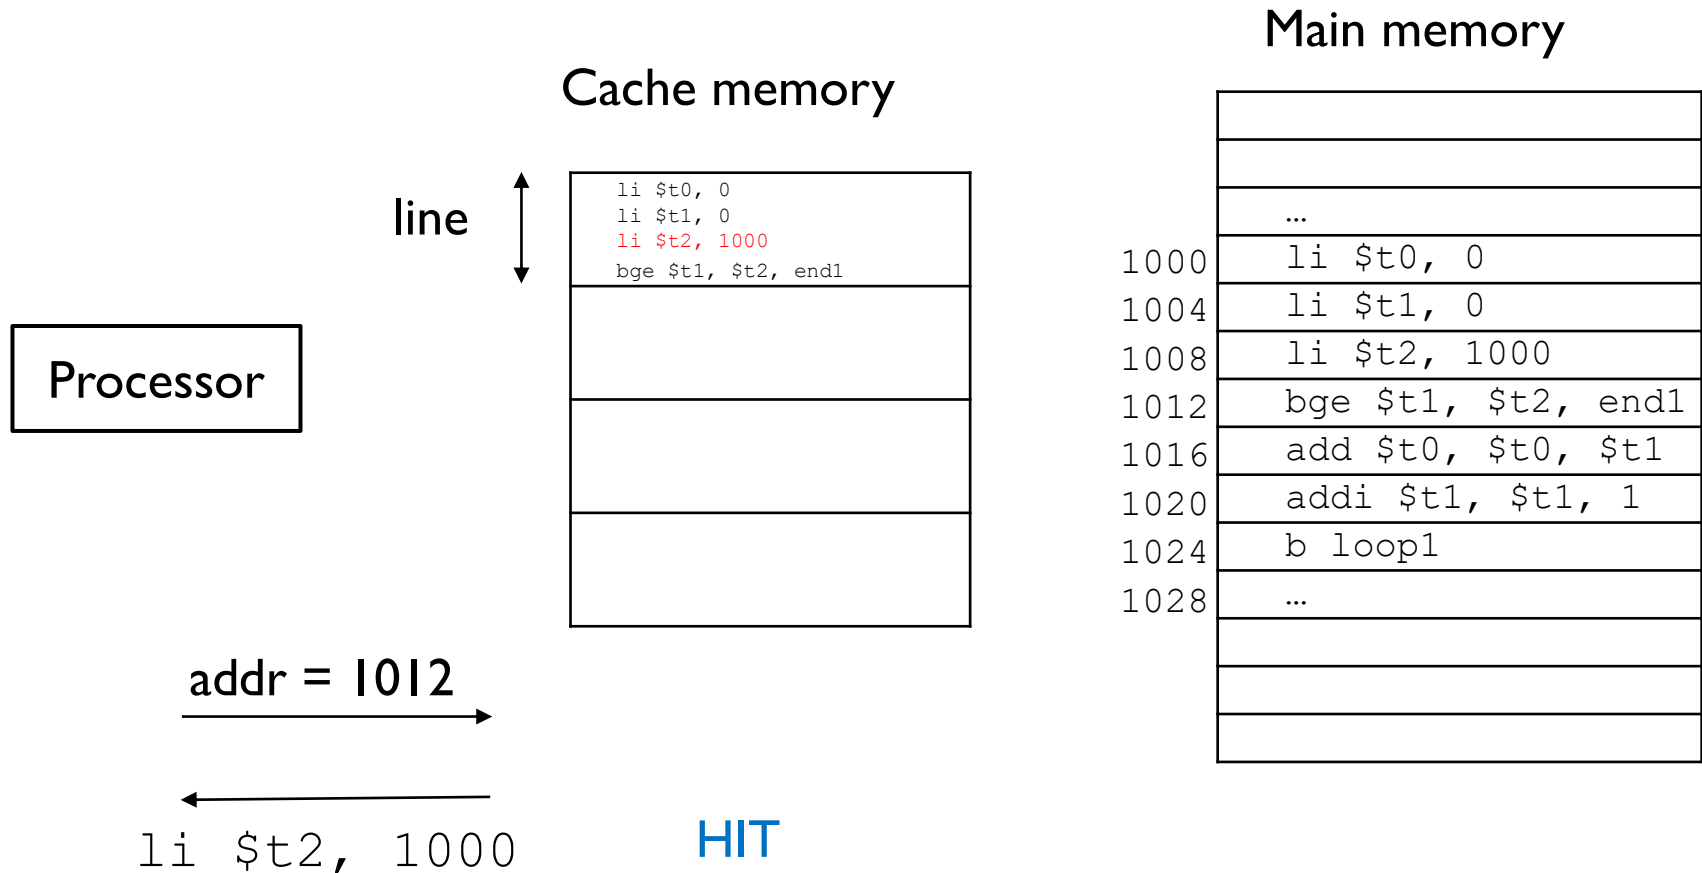 Main memory
Cache memory
line
li $t0, 0
li $t1, 0
li $t2, 1000
bge $t1, $t2, end1
Processor
…
1000 li $t0, 0
1004 li $t1, 0
1008 li $t2, 1000
1012 bge $t1, $t2, end1
1016 add $t0, $t0, $t1
1020 addi $t1, $t1, 1
1024 b loop1
1028 …
addr = 1012
li $t2, 1000
HIT